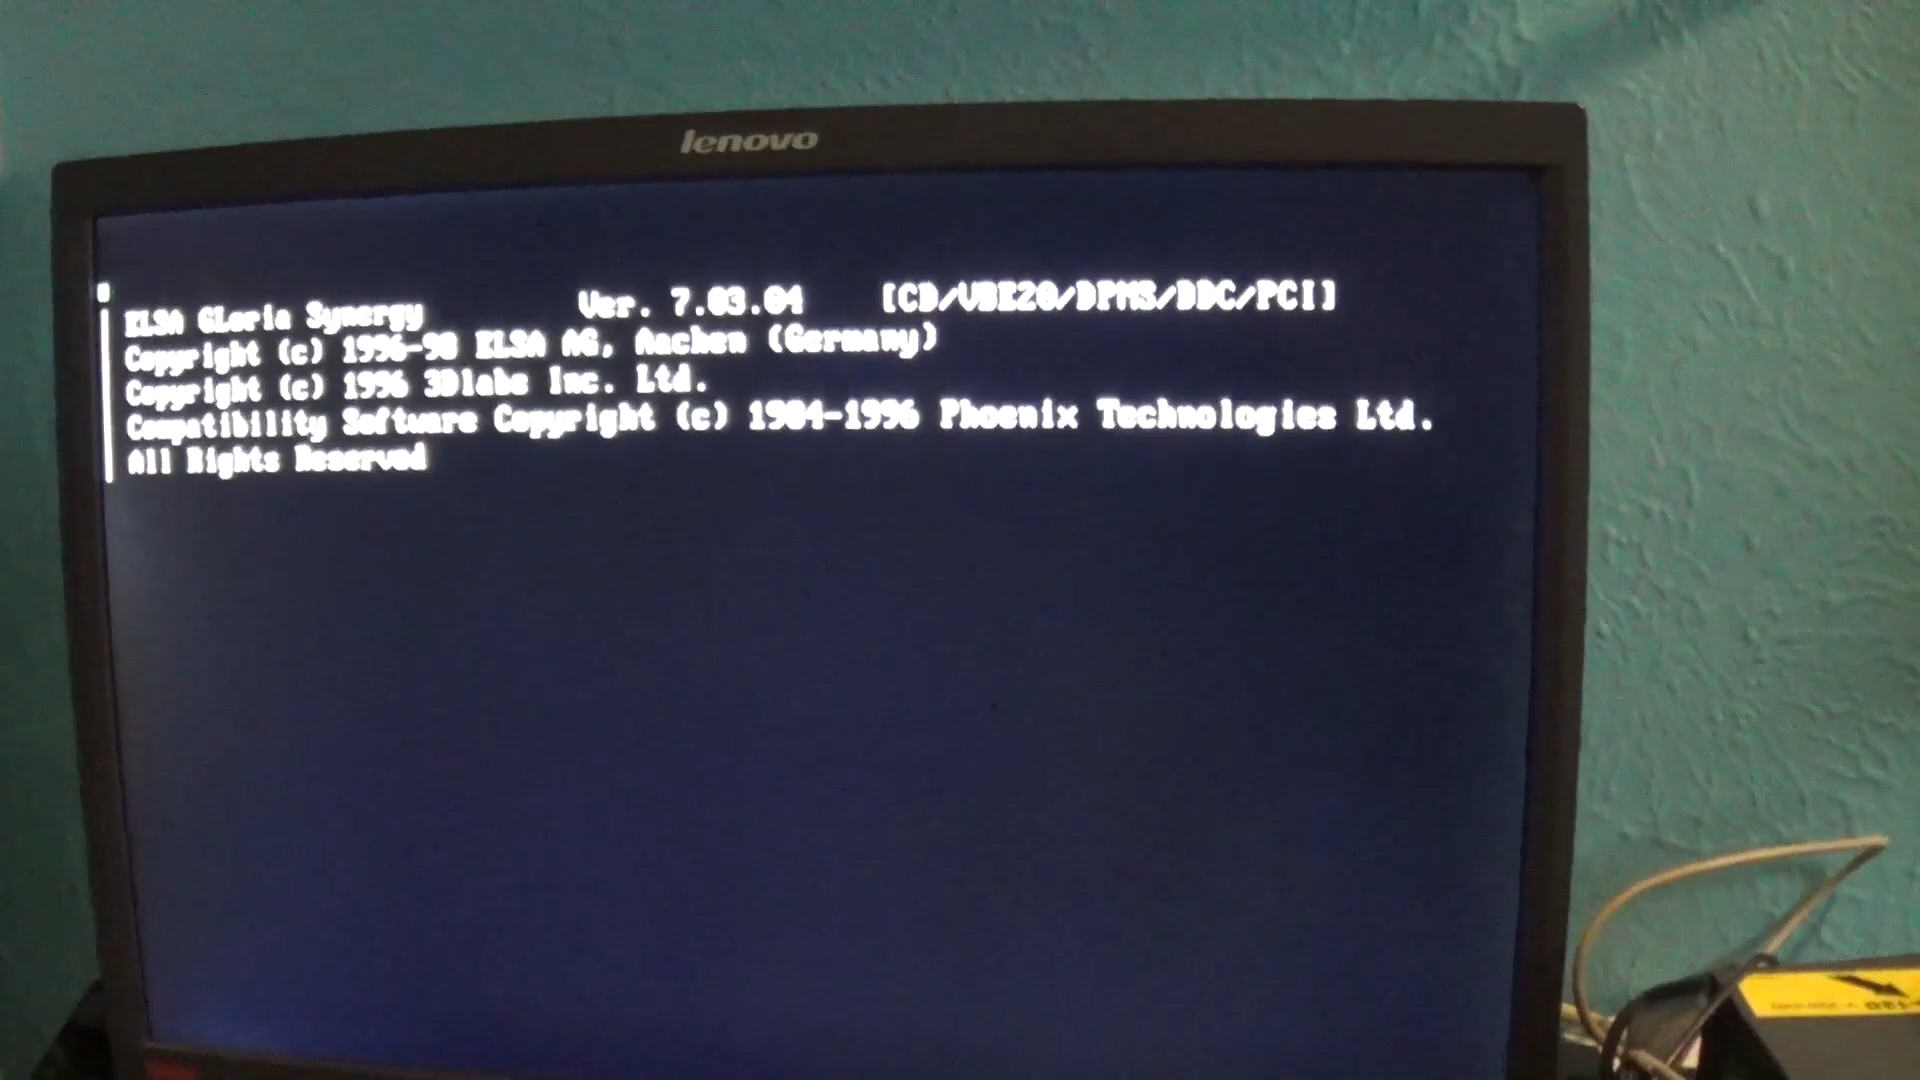 lenovo
ELSA GLoria Synergy Ver. 7.03.04 [CD/VBE20/DPMS/DDC/PCI]
Copyright (c) 1996-98 ELSA AG, Aachen (Germany)
Copyright (c) 1996 3Dlabs Inc. Ltd.
Compatibility Software Copyright (c) 1984-1996 Phoenix Technologies Ltd.
All Rights Reserved